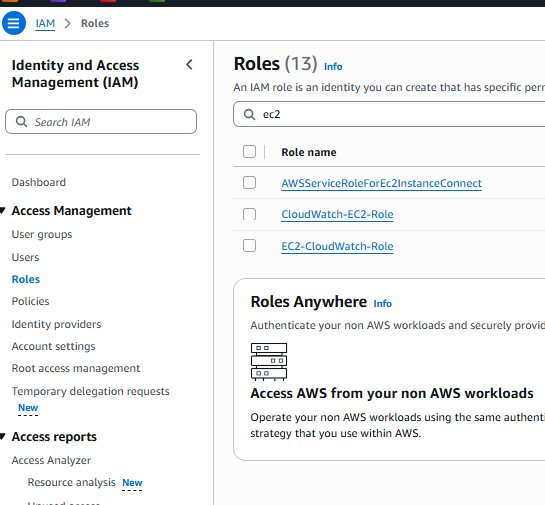 IAM > Roles
Identity and Access
Management (IAM)
Search IAM
Dashboard
Access Management
User groups
Users
Roles
Policies
Identity providers
Account settings
Root access management
Temporary delegation requests
New
Access reports
Access Analyzer
Resource analysis New
Unused access
Roles (13) Info
An IAM role is an identity you can create that has specific perm
ec2
Role name
AWSServiceRoleForEc2InstanceConnect
CloudWatch-EC2-Role
EC2-CloudWatch-Role
Roles Anywhere Info
Authenticate your non AWS workloads and securely provid
Access AWS from your non AWS workloads
Operate your non AWS workloads using the same authenti
strategy that you use within AWS.